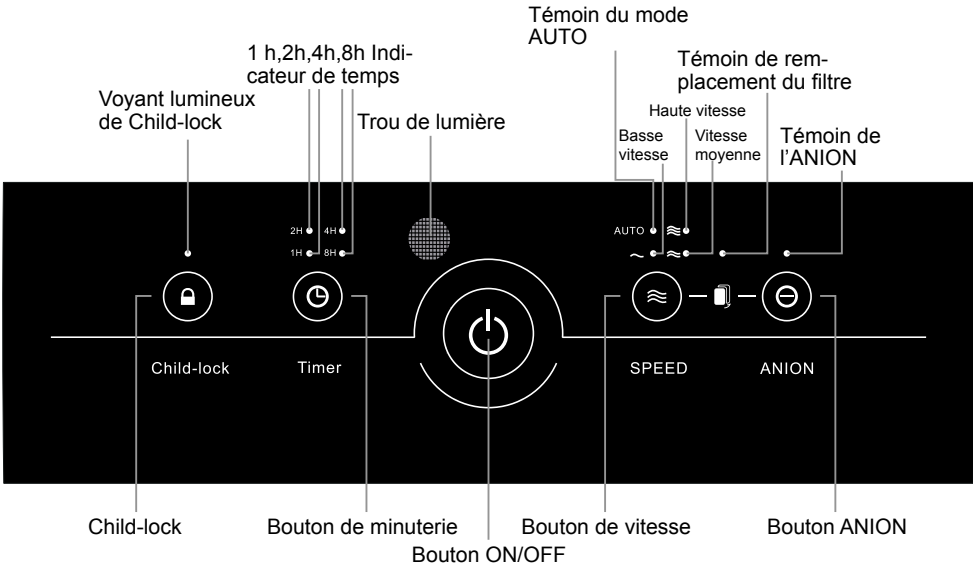 Témoin du mode
AUTO
1 h,2h,4h,8h Indi-
cateur de temps
Témoin de rem-
placement du filtre
Voyant lumineux
de Child-lock
Trou de lumière
Haute vitesse
Basse
vitesse
Vitesse
moyenne
Témoin de
l'ANION
2H 4H
1H 8H
AUTO
Child-lock
Timer
SPEED
ANION
Child-lock
Bouton de minuterie
Bouton ON/OFF
Bouton de vitesse
Bouton ANION